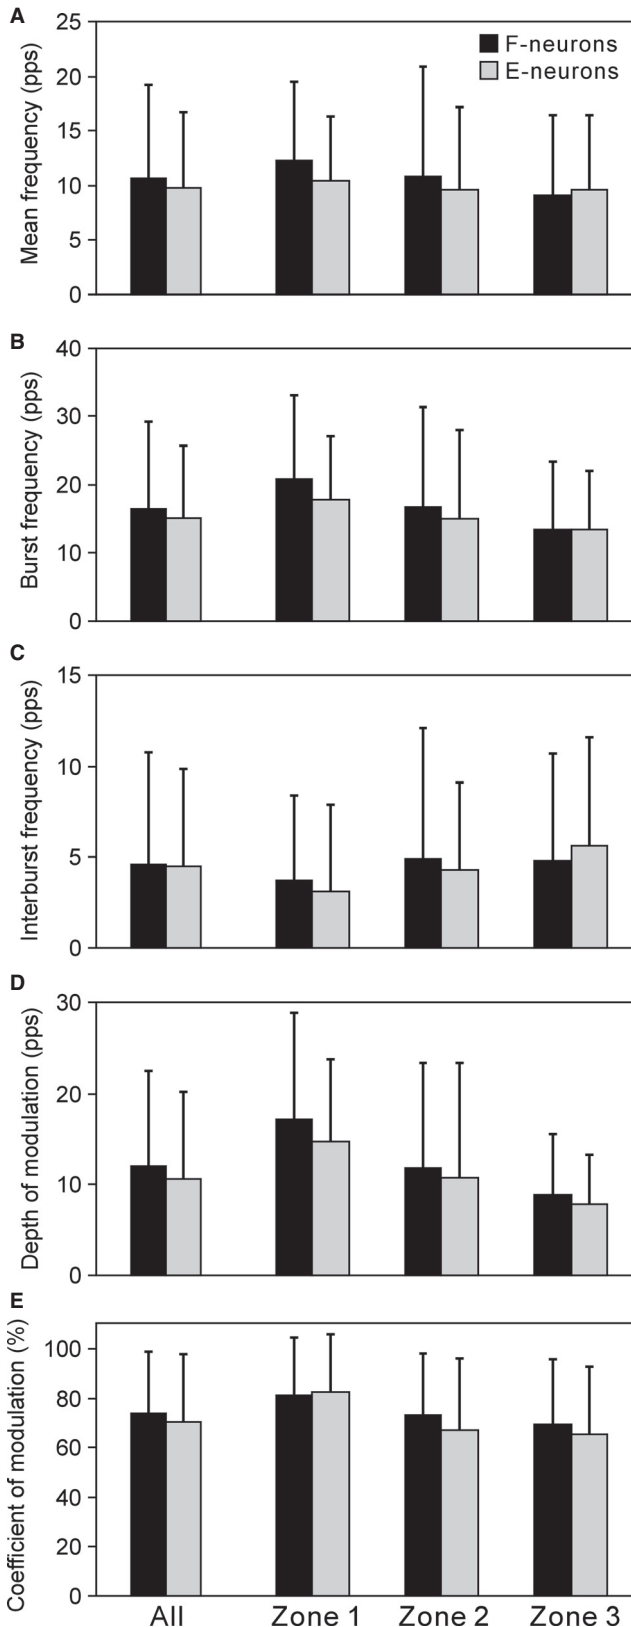 A
Mean frequency (pps)
25
20
15
10
5
0
F-neurons
E-neurons
B
Burst frequency (pps)
40
30
20
10
0
C
Interburst frequency (pps)
15
10
5
0
D
Depth of modulation (pps)
30
20
10
0
E
Coefficient of modulation (%)
100
80
60
40
20
0
All Zone 1 Zone 2 Zone 3